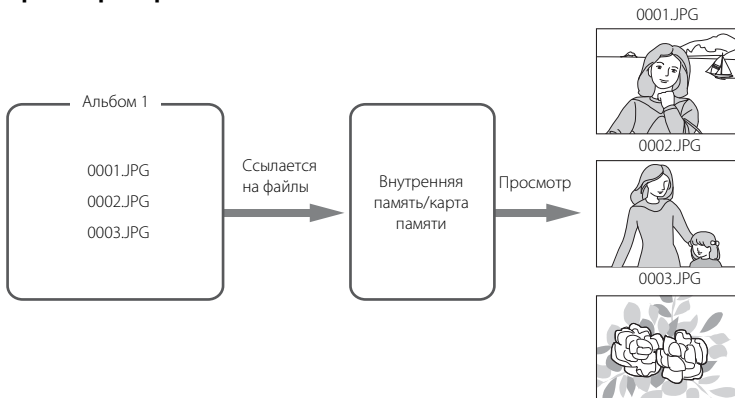 Альбом 1
0001.JPG
0002.JPG
0003.JPG
Ссылается
на файлы
Внутренняя
память/карта
памяти
Просмотр
0001.JPG
0002.JPG
0003.JPG